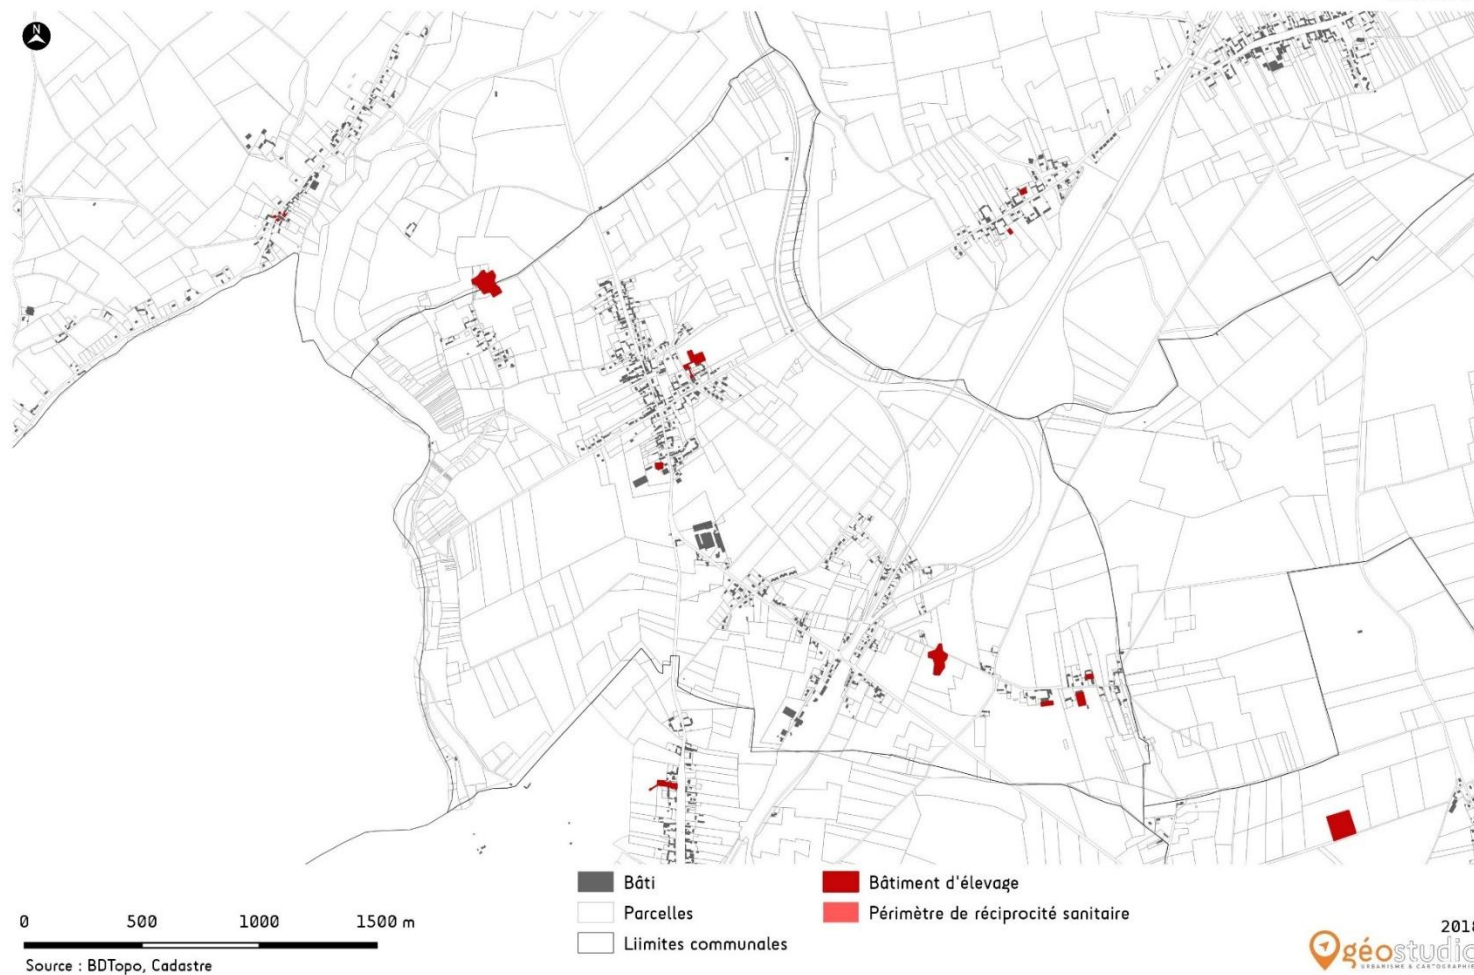 N
Bâti
Bâtiment d'élevage
Parcelles
Périmètre de réciprocité sanitaire
Liimites communales
0 500 1000 1500 m
Source : BDTopo, Cadastre
2018
géostudio
URBANISME & CARTOGRAPHIE